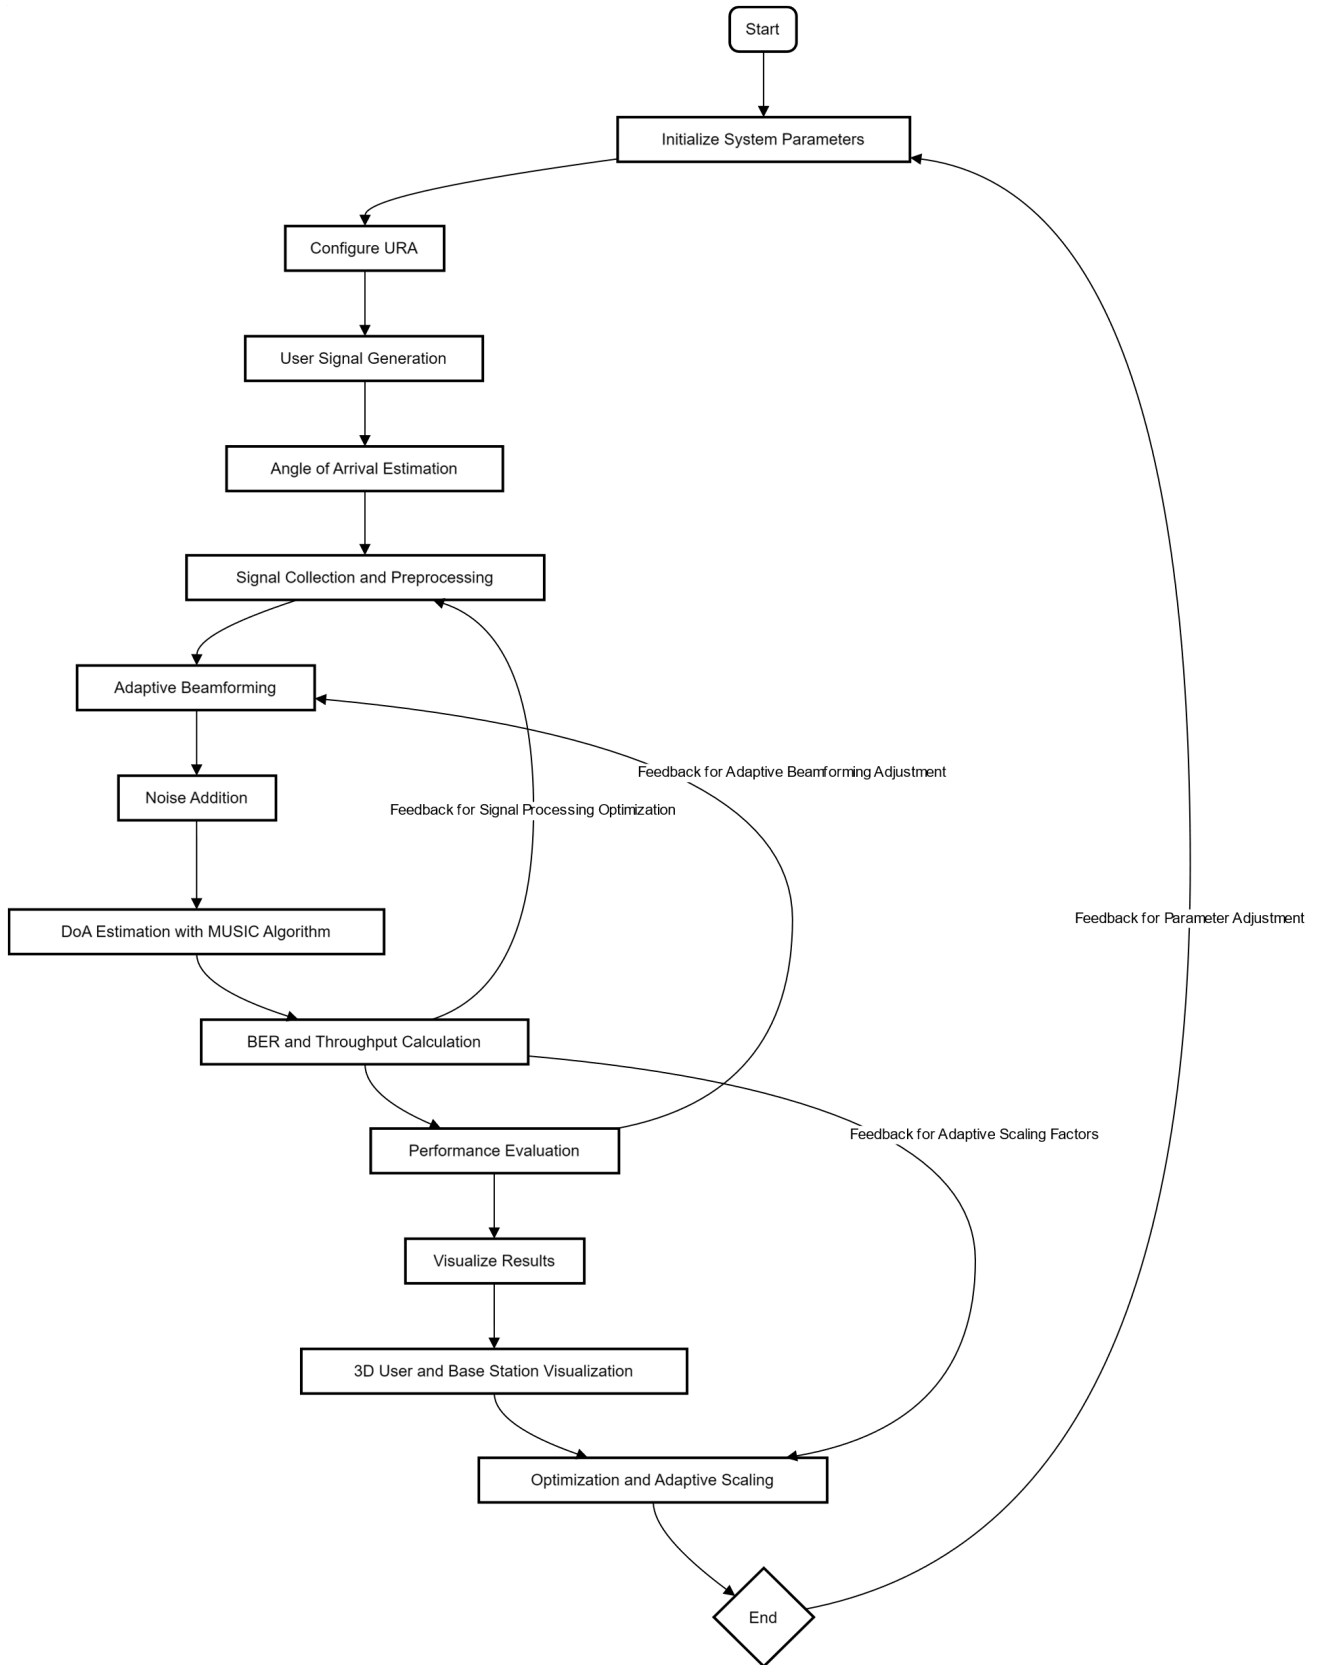 Start
Initialize System Parameters
Configure URA
User Signal Generation
Angle of Arrival Estimation
Signal Collection and Preprocessing
Adaptive Beamforming
Feedback for Adaptive Beamforming Adjustment
Noise Addition
Feedback for Signal Processing Optimization
Feedback for Parameter Adjustment
DoA Estimation with MUSIC Algorithm
BER and Throughput Calculation
Feedback for Adaptive Scaling Factors
Performance Evaluation
Visualize Results
3D User and Base Station Visualization
Optimization and Adaptive Scaling
End